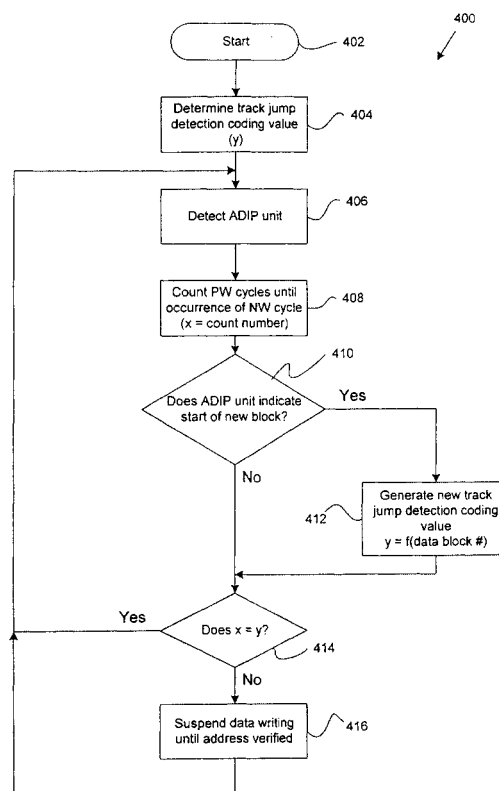 400
Start
402
Determine track jump
detection coding value
(y)
404
Detect ADIP unit
406
Count PW cycles until
occurrence of NW cycle
(x = count number)
408
410
Does ADIP unit indicate
start of new block?
Yes
No
412
Generate new track
jump detection coding
value
y = f(data block #)
Yes
Does x = y?
414
No
Suspend data writing
until address verified
416